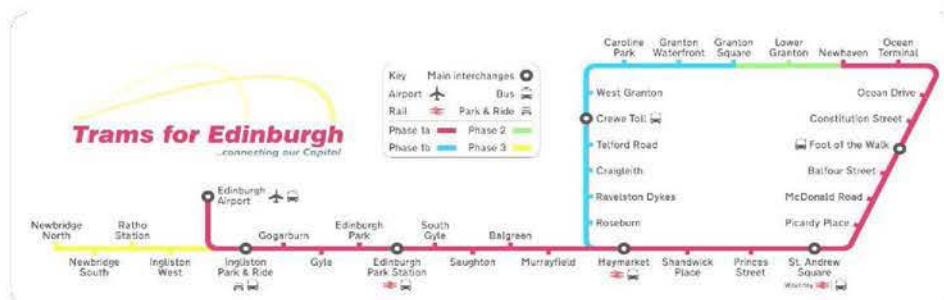 Trams for Edinburgh
...connecting our Capital
Key Main interchanges
Airport Bus
Rail Park & Ride
Phase 1a Phase 2
Phase 1b Phase 3
Caroline
Park
Granton
Waterfront
Granton
Square
Lower
Granton
Newhaven
Ocean
Terminal
West Granton
Crewe Toll
Telford Road
Craigleith
Ravelston Dykes
Roseburn
Ocean Drive
Constitution Street
Foot of the Walk
Balfour Street
McDonald Road
Picardy Place
Edinburgh
Airport
Newbridge
North
Newbridge
South
Ratho
Station
Ingliston
West
Ingliston
Park & Ride
Gogarburn
Gyle
Edinburgh
Park
Edinburgh
Park Station
South
Gyle
Saughton
Balgreen
Murrayfield
Haymarket
Shandwick
Place
Princes
Street
St. Andrew
Square
Waverley